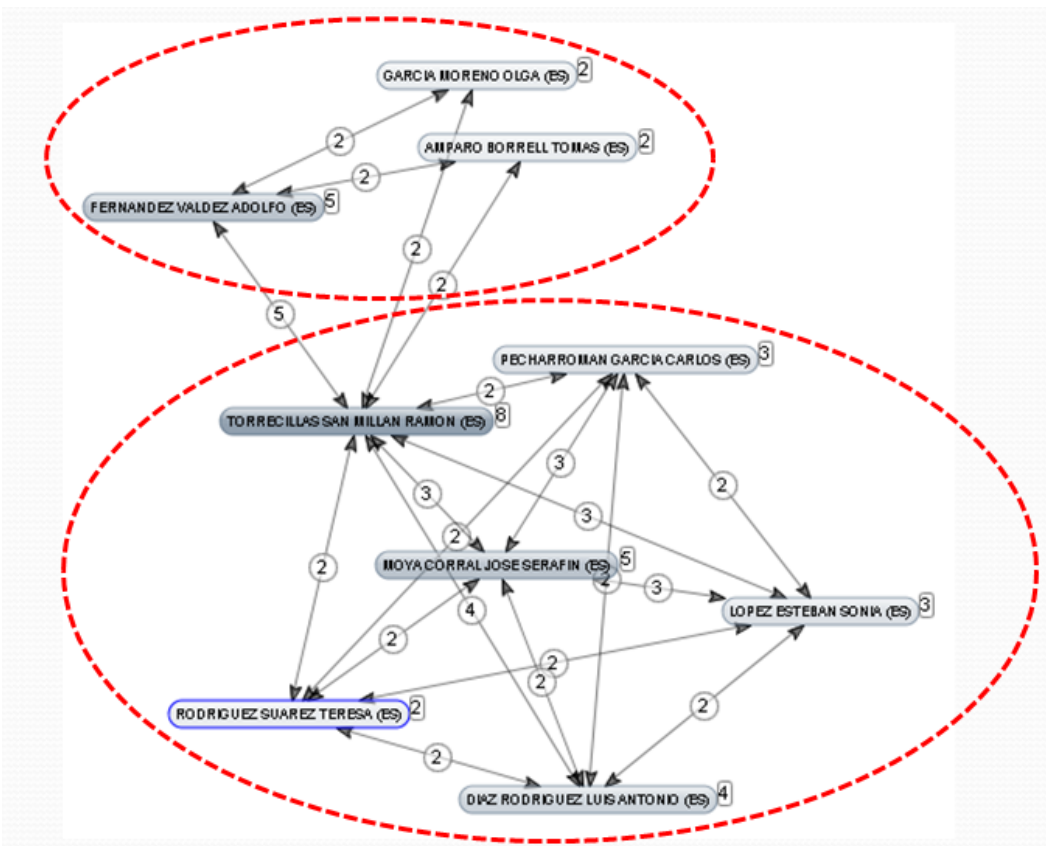 GARCIA MORENO OLGA (ES) 2
2
AMPARO BORRELL TOMAS (ES) 2
2
FERNANDEZ VALDEZ ADOLFO (ES) 5
2
2
5
PECHARROMAN GARCIA CARLOS (ES) 3
2
TORRECILLAS SAN MILLAN RAMON (ES) 8
3
2
3
3
2
MOYA CORRAL JOSE SERAFIN (ES) 5
2
2
3
LOPEZ ESTEBAN SONIA (ES) 3
4
2
2
2
RODRIGUEZ SUAREZ TERESA (ES) 2
2
2
DIAZ RODRIGUEZ LUIS ANTONIO (ES) 4